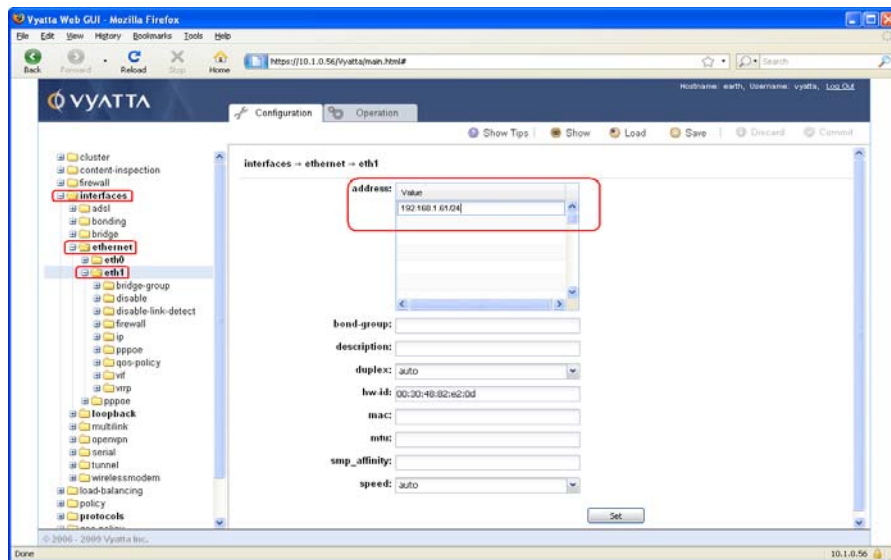 Vyatta Web GUI - Mozilla Firefox
File Edit View History Bookmarks Tools Help
Back Forward Reload Stop Home https://10.1.0.56/Vyatta/main.html# Search
VYATTA
Hostname: earth, Username: vyatta, Log Out
Configuration Operation
Show Tips Show Load Save Discard Commit
cluster
content-inspection
firewall
interfaces
adsl
bonding
bridge
ethernet
eth0
eth1
bridge-group
disable
disable-link-detect
firewall
ip
pppoe
qos-policy
vif
vrrp
pppoe
loopback
multilink
openvpn
serial
tunnel
wirelessmodem
load-balancing
policy
protocols
qos-policy
interfaces → ethernet → eth1
address: Value
192.168.1.61/24
bond-group:
description:
duplex: auto
hw-id: 00:30:48:82:e2:0d
mac:
mtu:
smp_affinity:
speed: auto
Set
© 2006 - 2009 Vyatta Inc.
Done 10.1.0.56